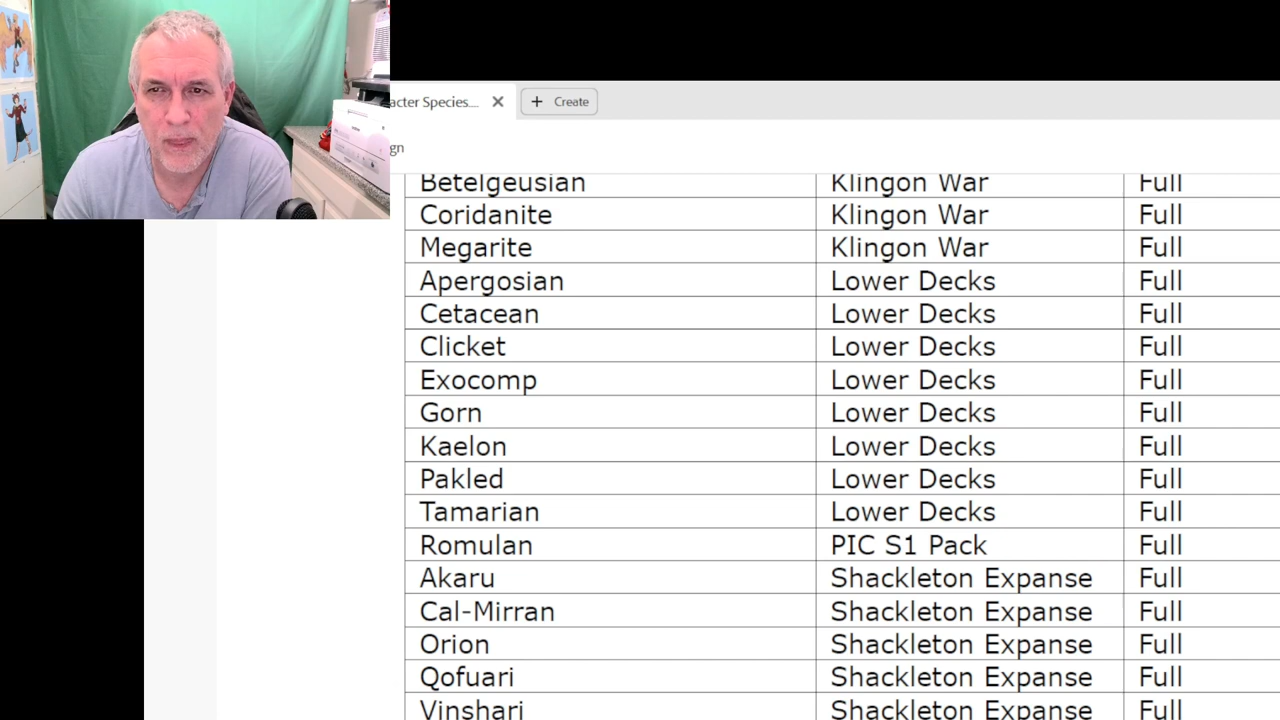 acter Species....
Create
gn
Betelgeusian Klingon War Full
Coridanite Klingon War Full
Megarite Klingon War Full
Apergosian Lower Decks Full
Cetacean Lower Decks Full
Clicket Lower Decks Full
Exocomp Lower Decks Full
Gorn Lower Decks Full
Kaelon Lower Decks Full
Pakled Lower Decks Full
Tamarian Lower Decks Full
Romulan PIC S1 Pack Full
Akaru Shackleton Expanse Full
Cal-Mirran Shackleton Expanse Full
Orion Shackleton Expanse Full
Qofuari Shackleton Expanse Full
Vinshari Shackleton Expanse Full